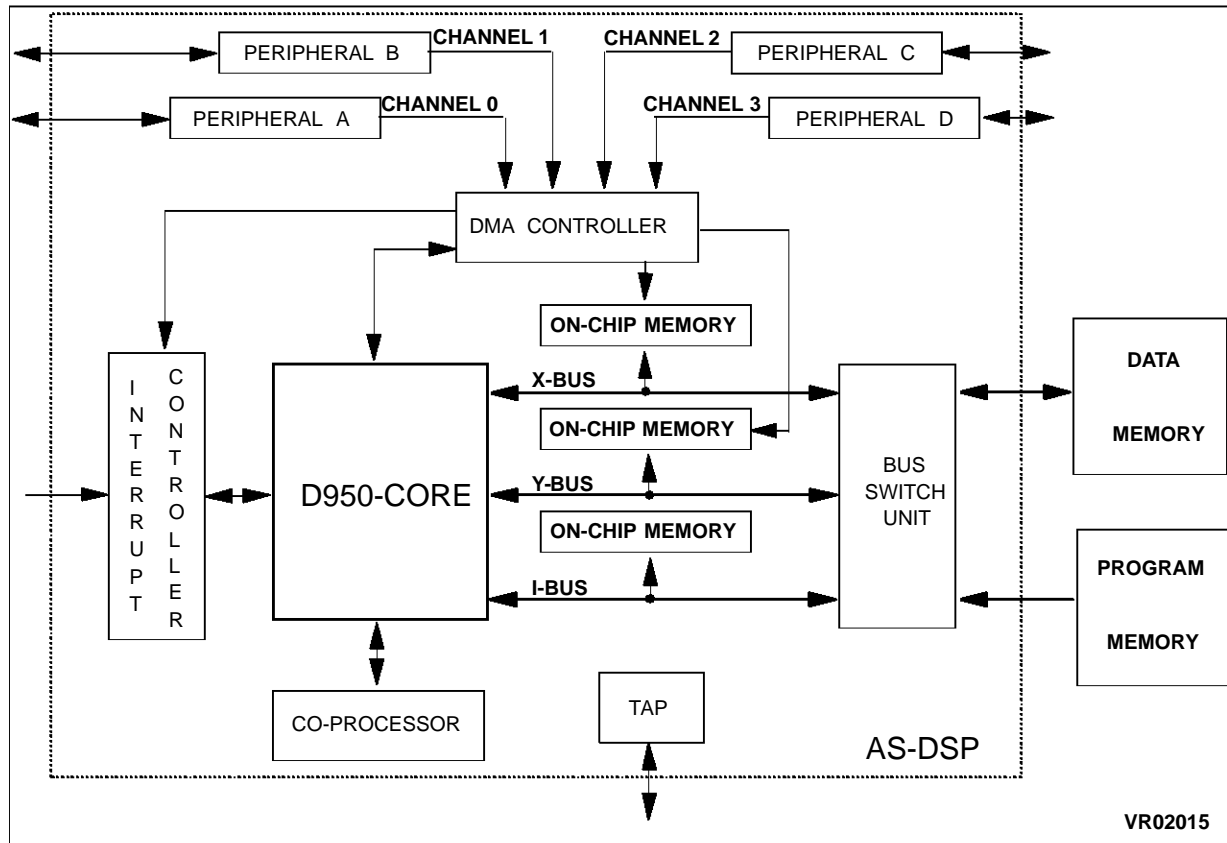 CHANNEL 1
CHANNEL 2
PERIPHERAL B
PERIPHERAL C
CHANNEL 0
CHANNEL 3
PERIPHERAL A
PERIPHERAL D
DMA CONTROLLER
ON-CHIP MEMORY
INTERRUPT
CONTROLLER
X-BUS
DATA
MEMORY
ON-CHIP MEMORY
D950-CORE
Y-BUS
BUS
SWITCH
UNIT
ON-CHIP MEMORY
I-BUS
PROGRAM
MEMORY
CO-PROCESSOR
TAP
AS-DSP
VR02015